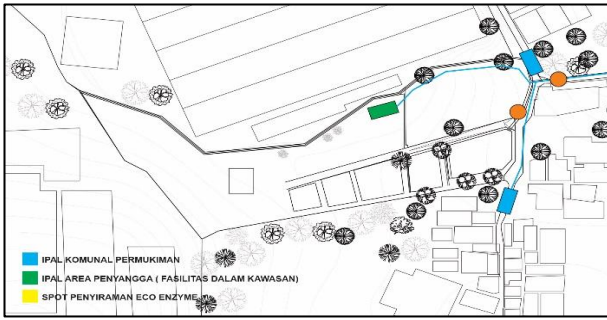 IPAL KOMUNAL PERMUKIMAN
IPAL AREA PENYANGGA ( FASILITAS DALAM KAWASAN)
SPOT PENYIRAMAN ECO ENZYME